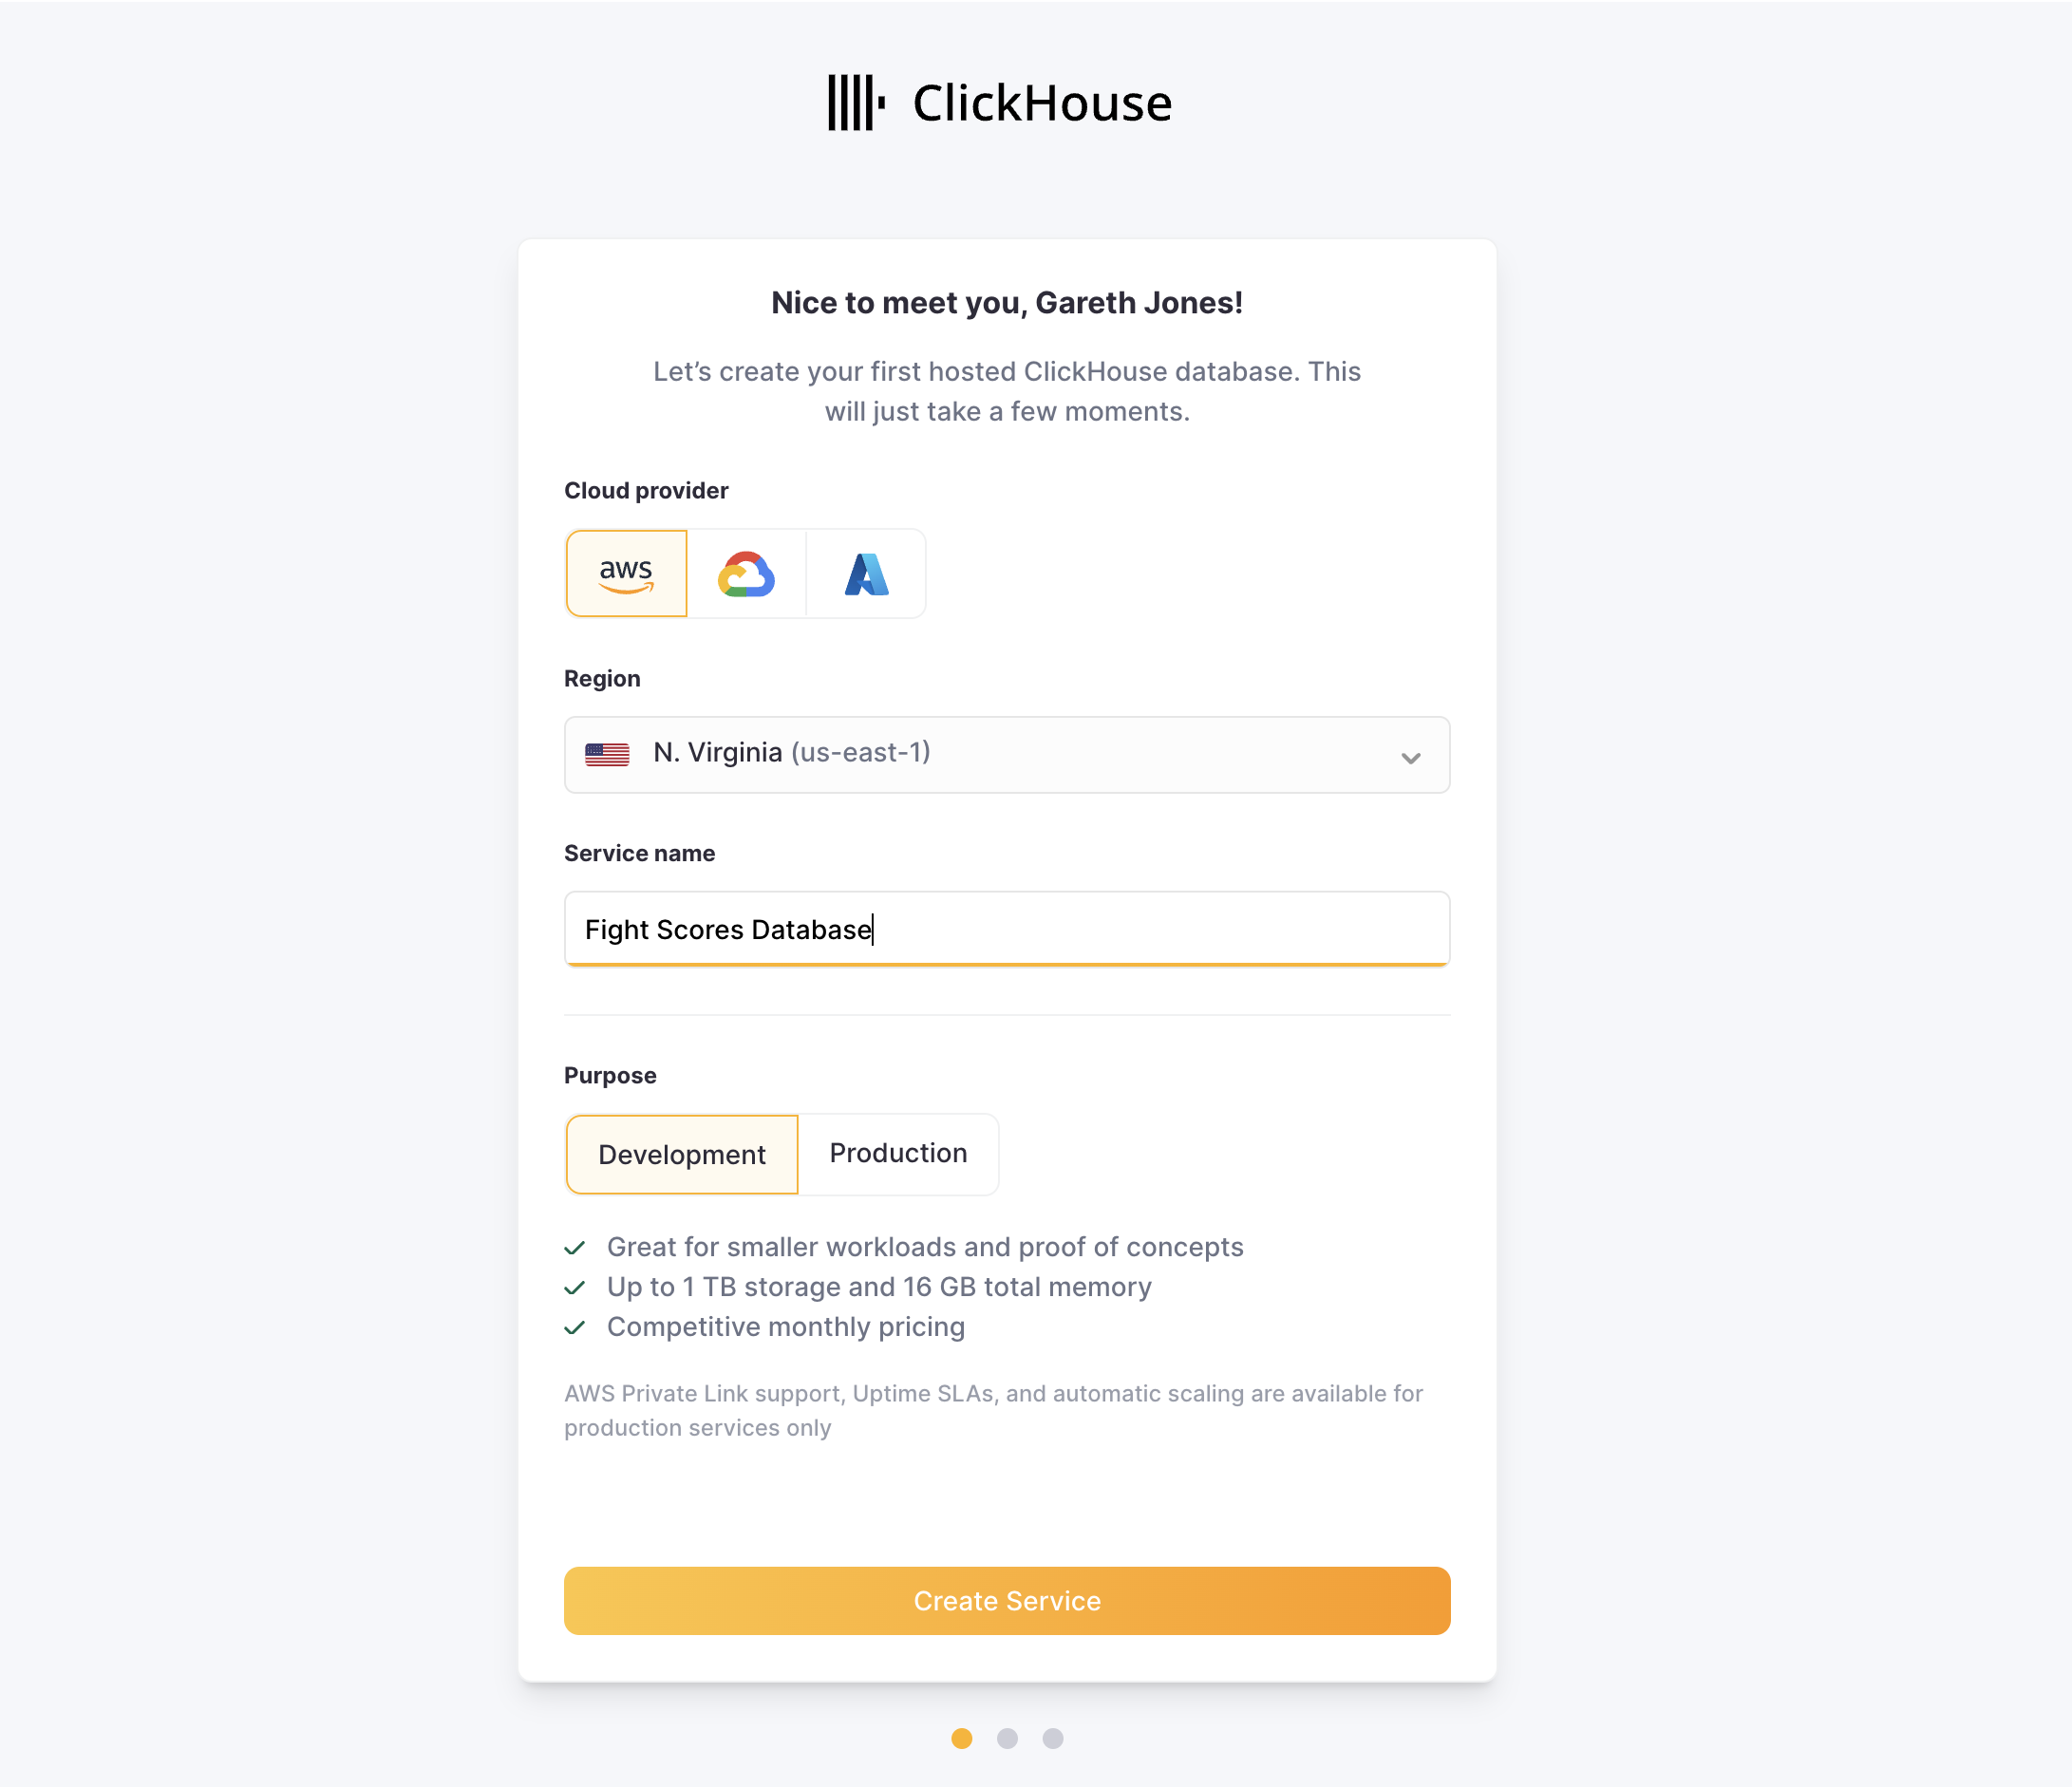 ClickHouse
Nice to meet you, Gareth Jones!
Let’s create your first hosted ClickHouse database. This
will just take a few moments.
Cloud provider
aws
Region
N. Virginia (us-east-1)
Service name
Fight Scores Database
Purpose
Development Production
Great for smaller workloads and proof of concepts
Up to 1 TB storage and 16 GB total memory
Competitive monthly pricing
AWS Private Link support, Uptime SLAs, and automatic scaling are available for
production services only
Create Service